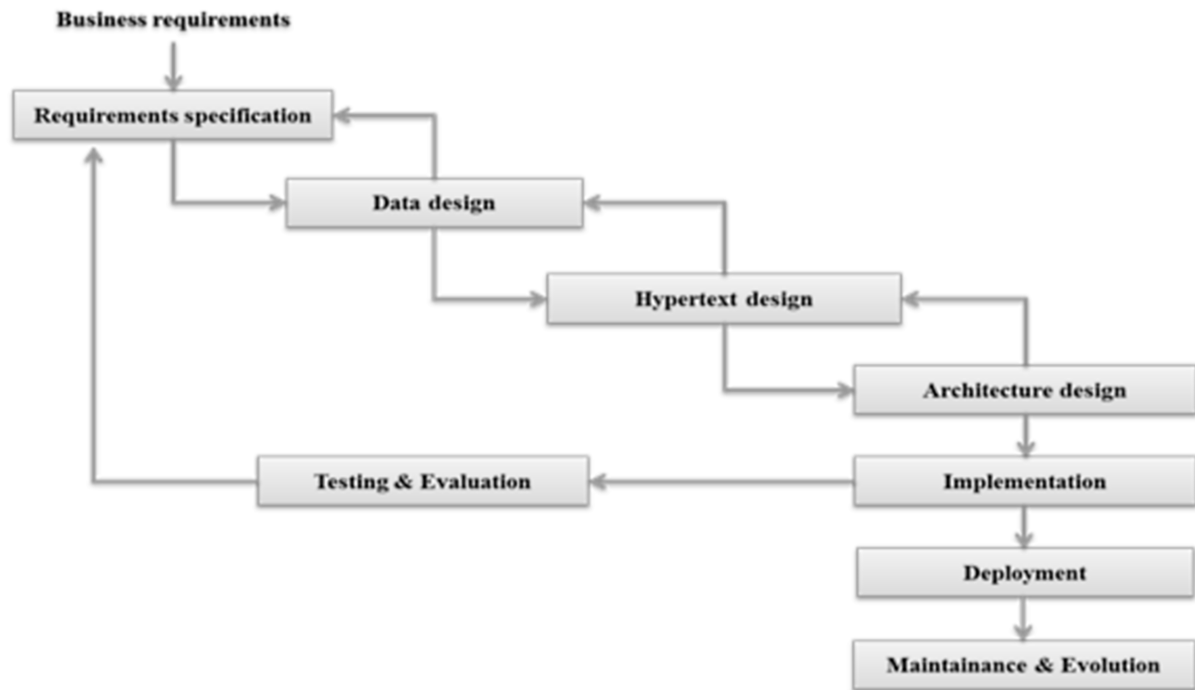 Business requirements
Requirements specification
Data design
Hypertext design
Architecture design
Testing & Evaluation
Implementation
Deployment
Maintainance & Evolution